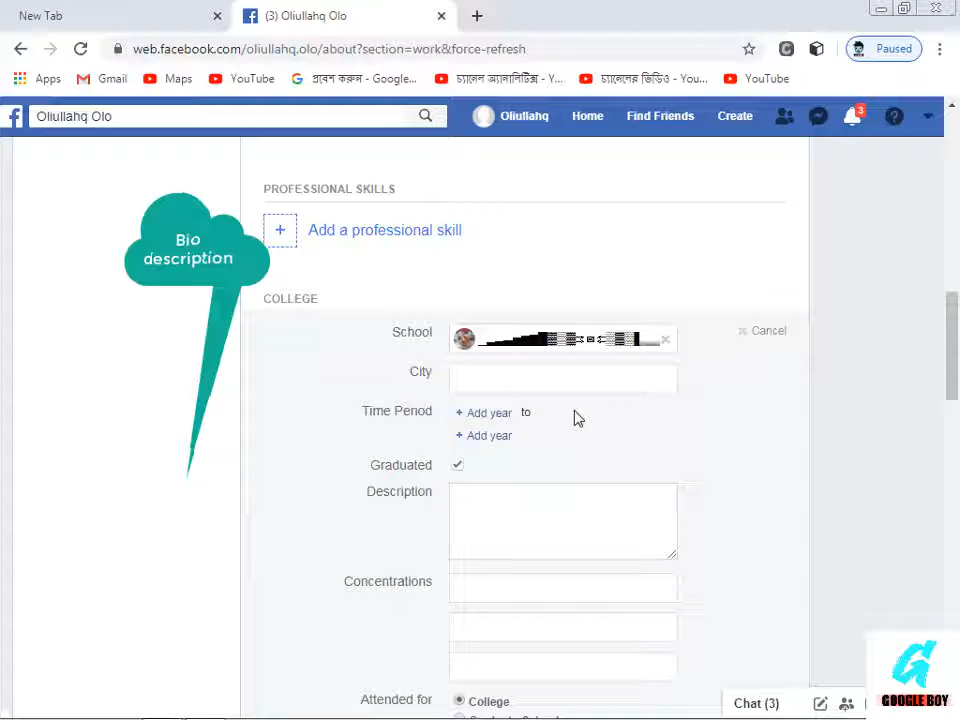 New Tab
(3) Oliullahq Olo
web.facebook.com/oliullahq.olo/about?section=work&force-refresh
Paused
Apps Gmail Maps YouTube প্রবেশ করুন - Google... চ্যানেল অ্যানালিটিক্স - Y... চ্যানেলের ভিডিও - You... YouTube
Oliullahq Olo
Oliullahq Home Find Friends Create 3
PROFESSIONAL SKILLS
+ Add a professional skill
Bio
description
COLLEGE
School
Cancel
City
Time Period + Add year to
+ Add year
Graduated
Description
Concentrations
Attended for College
Chat (3)
GOOGLE BOY